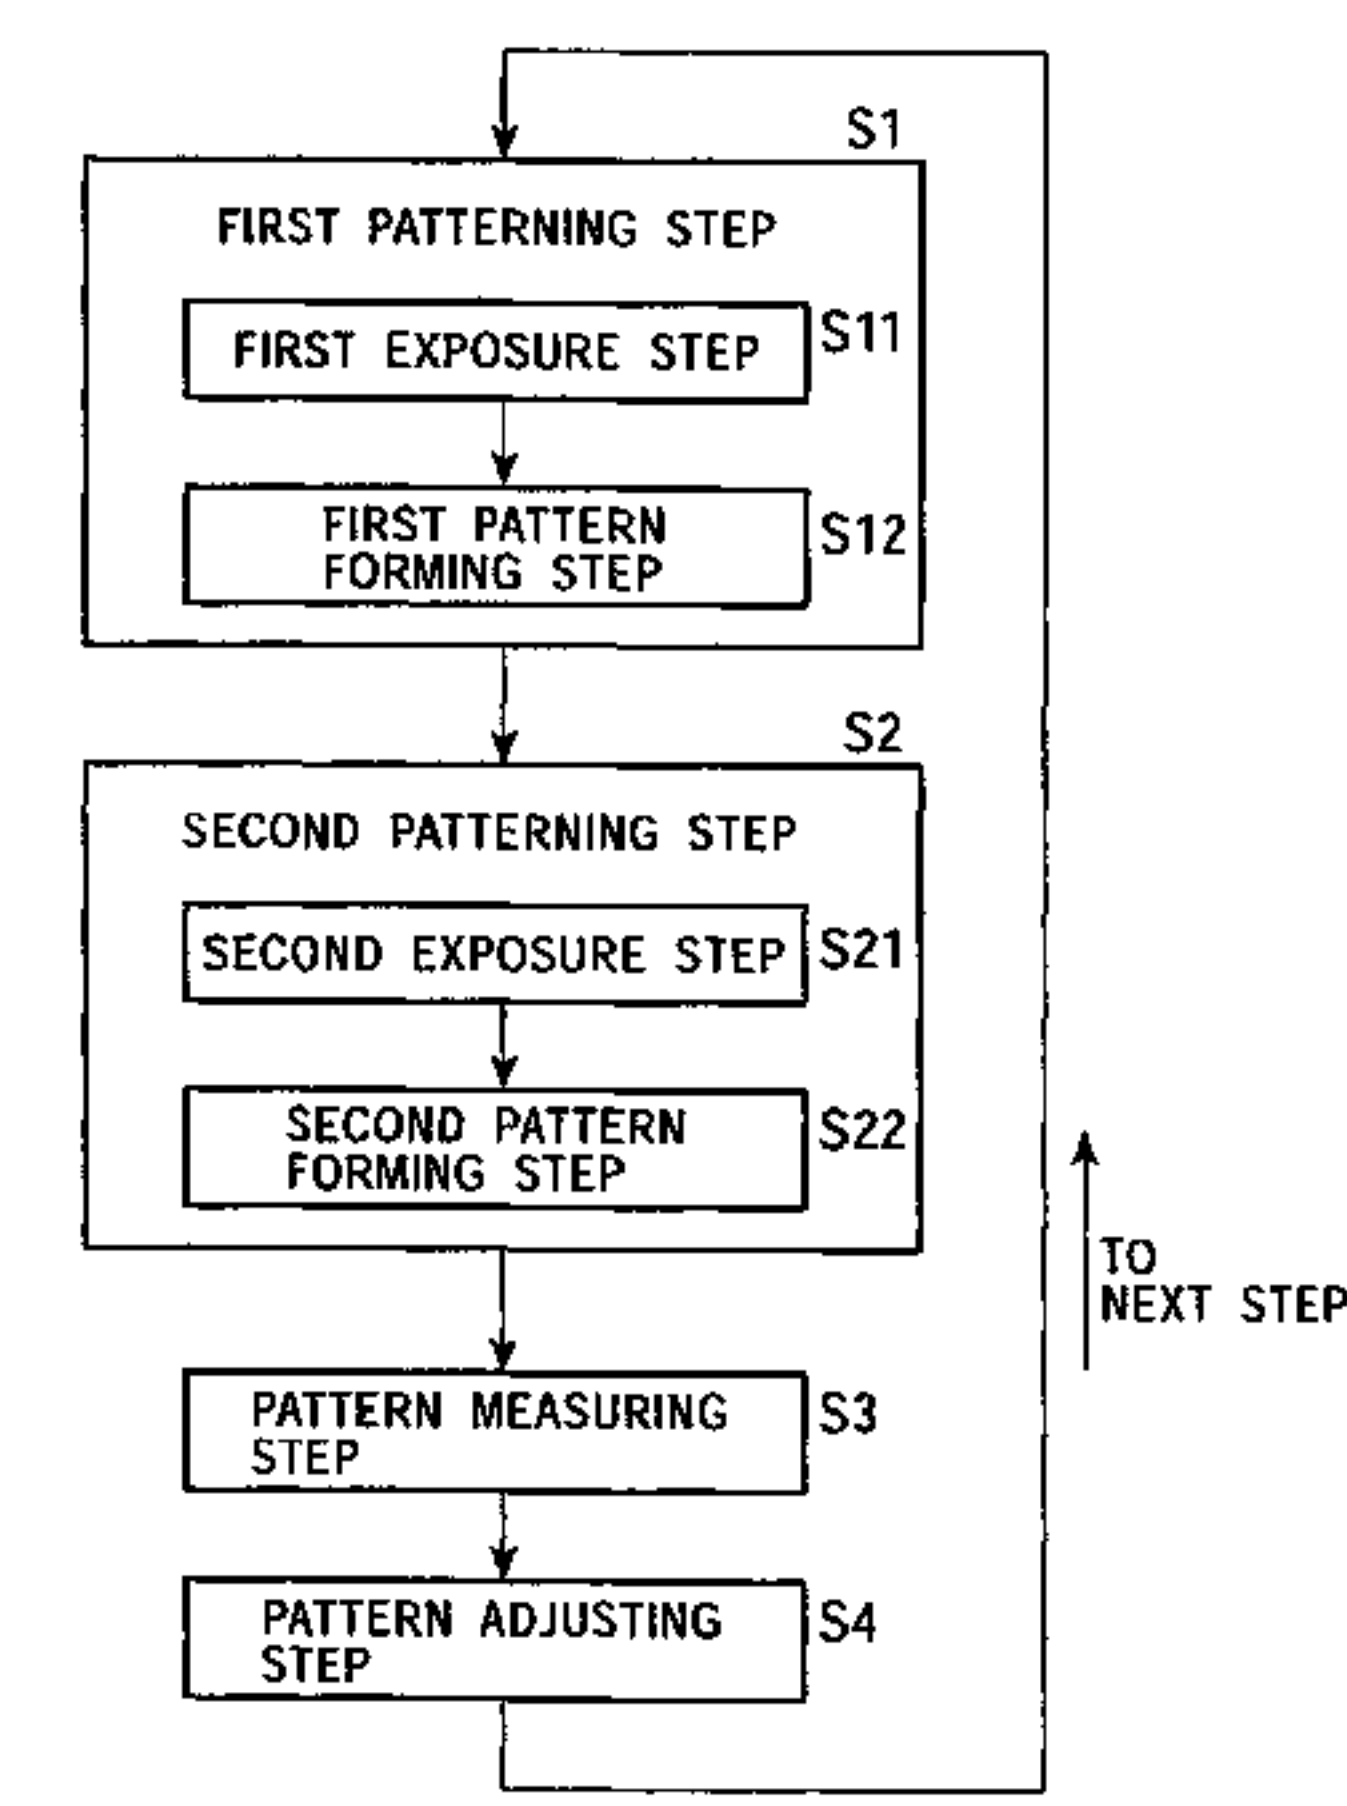 S1
FIRST PATTERNING STEP
FIRST EXPOSURE STEP
S11
FIRST PATTERN
FORMING STEP
S12
S2
SECOND PATTERNING STEP
SECOND EXPOSURE STEP
S21
SECOND PATTERN
FORMING STEP
S22
TO
NEXT STEP
PATTERN MEASURING
STEP
S3
PATTERN ADJUSTING
STEP
S4